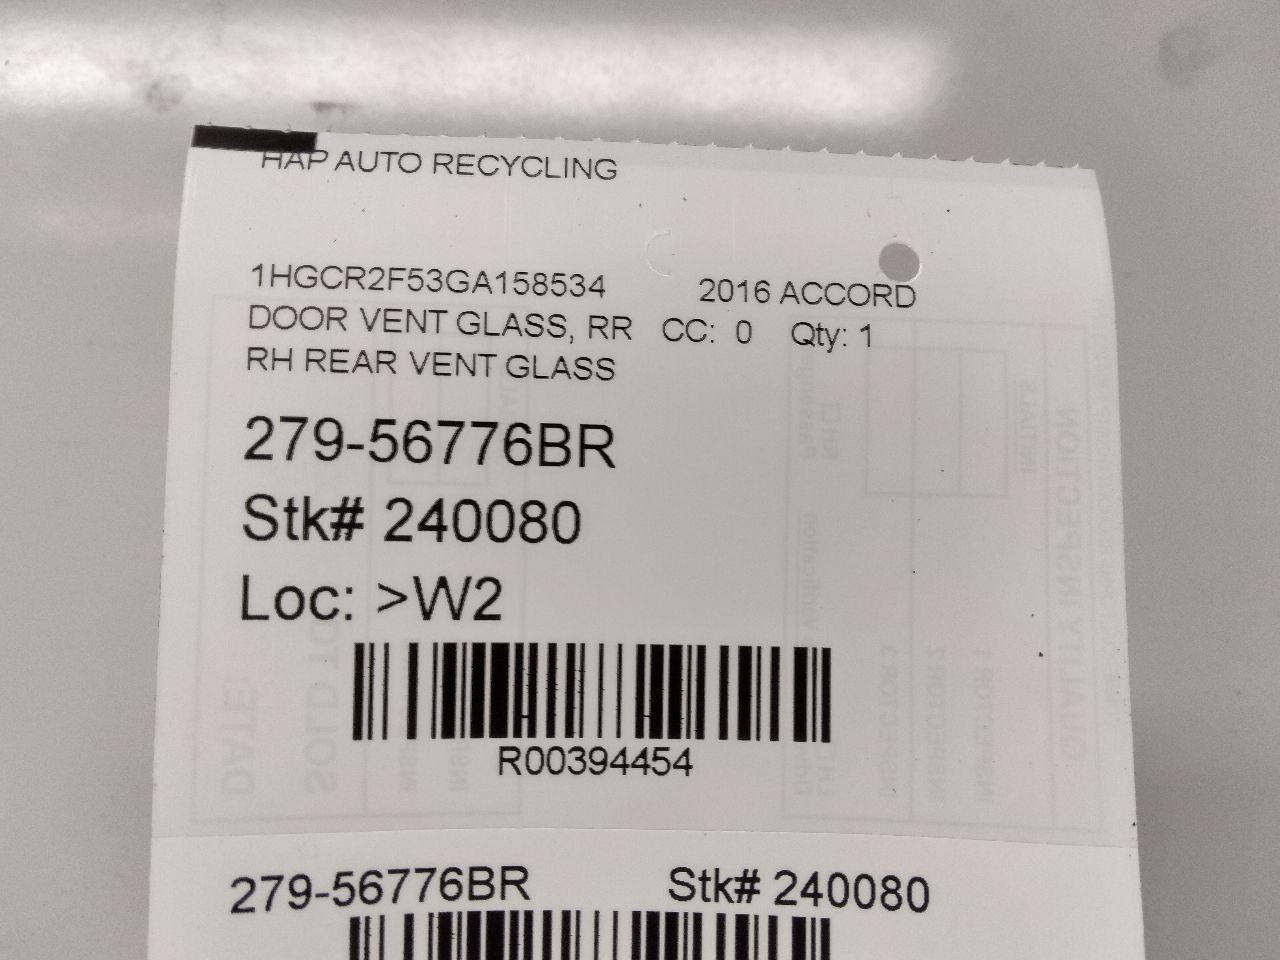 HAP AUTO RECYCLING
1HGCR2F53GA158534 2016 ACCORD
DOOR VENT GLASS, RR CC: 0 Qty: 1
RH REAR VENT GLASS
279-56776BR
Stk# 240080
Loc: >W2
R00394454
279-56776BR Stk# 240080